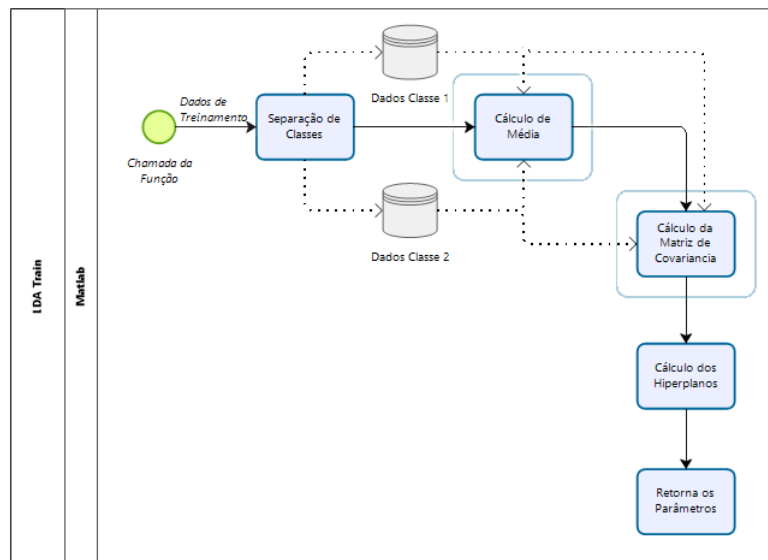 LDA Train
Matlab
Chamada da
Função
Dados de
Treinamento
Separação de
Classes
Dados Classe 1
Dados Classe 2
Cálculo de
Média
Cálculo da
Matriz de
Covariancia
Cálculo dos
Hiperplanos
Retorna os
Parâmetros